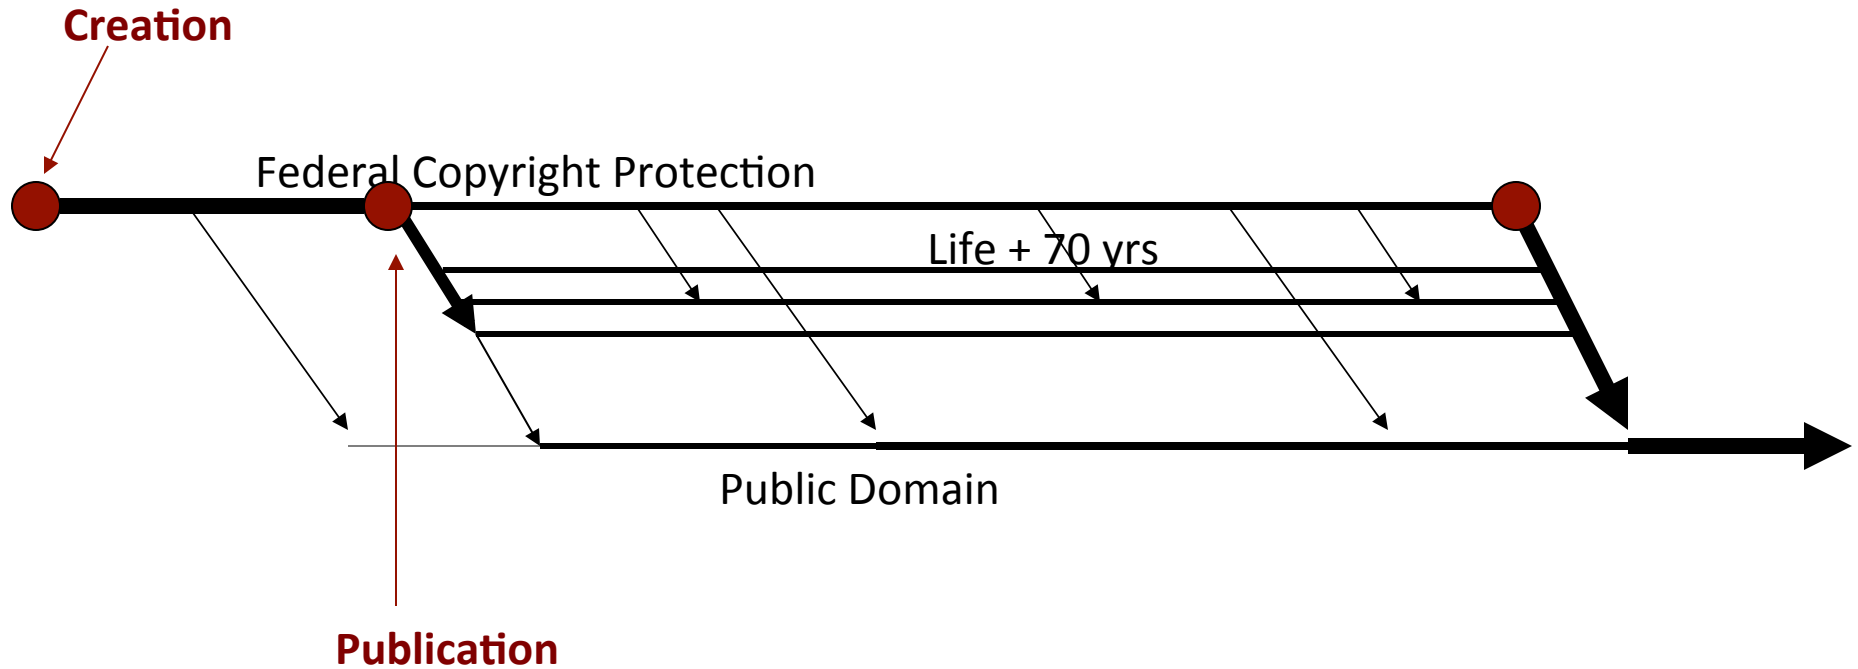 Creation
Federal Copyright Protection
Life + 70 yrs
Public Domain
Publication